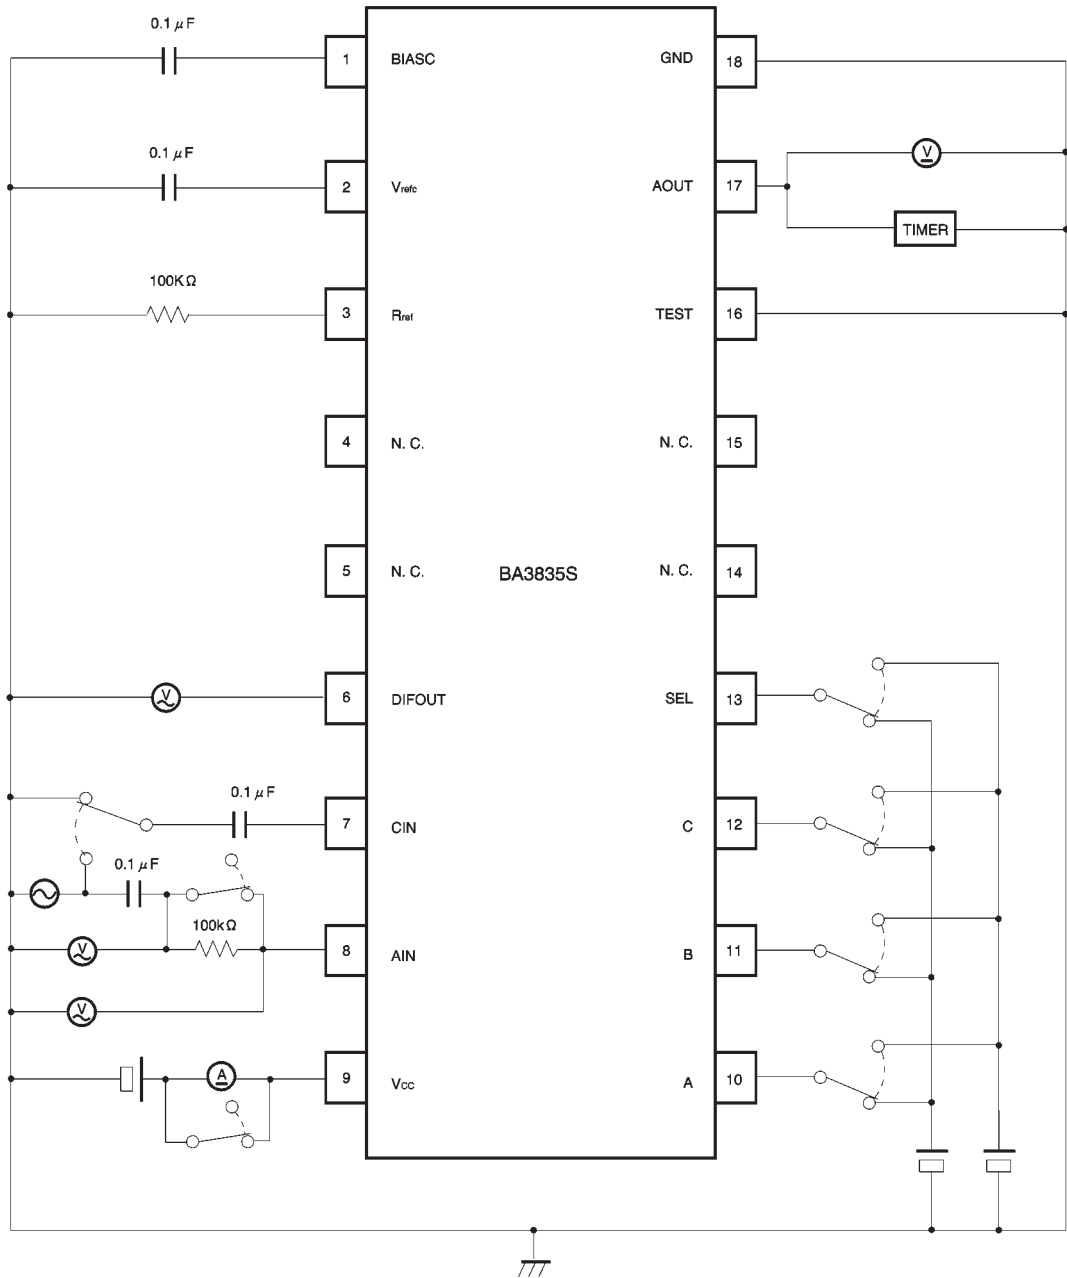 0.1 μF
1 BIASC GND 18
0.1 μF
V
2 Vrefc AOUT 17
TIMER
100KΩ
3 Rref TEST 16
4 N. C. N. C. 15
5 N. C. BA3835S N. C. 14
V 6 DIFOUT SEL 13
0.1 μF
7 CIN C 12
0.1 μF
100kΩ
V 8 AIN B 11
V
A 9 Vcc A 10